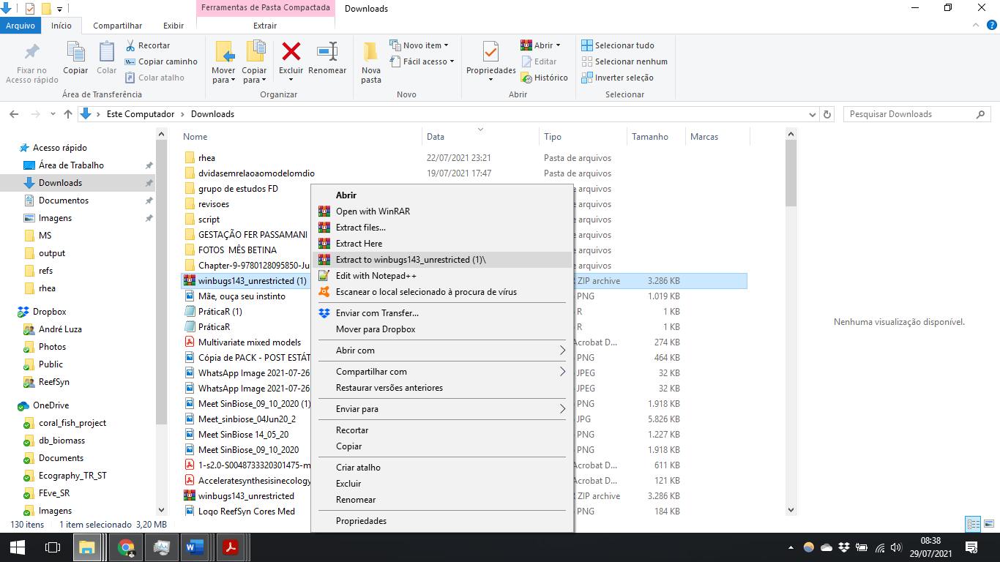 Ferramentas de Pasta Compactada
Downloads
Arquivo
Início
Compartilhar
Exibir
Extrair
Fixar no
Acesso rápido
Copiar
Colar
Recortar
Copiar caminho
Colar atalho
Área de Transferência
Mover
para
Copiar
para
Excluir
Renomear
Organizar
Nova
pasta
Novo item
Fácil acesso
Novo
Propriedades
Abrir
Editar
Histórico
Abrir
Selecionar tudo
Selecionar nenhum
Inverter seleção
Selecionar
Este Computador
Downloads
Pesquisar Downloads
Acesso rápido
Área de Trabalho
Downloads
Documentos
Imagens
MS
output
refs
rhea
Dropbox
André Luza
Photos
Public
ReefSyn
OneDrive
coral_fish_project
db_biomass
Documents
Ecography_TR_ST
FEve_SR
Imagens
Nome Data Tipo Tamanho Marcas
rhea 22/07/2021 23:21 Pasta de arquivos
dvidasemrelaoaomodelomdio 19/07/2021 17:47 Pasta de arquivos
grupo de estudos FD e arquivos
revisoes e arquivos
script e arquivos
GESTAÇÃO FER PASSAMANI e arquivos
FOTOS MÊS BETINA e arquivos
Chapter-9-9780128095850-Ju e arquivos
winbugs143_unrestricted (1) ZIP archive 3.286 KB
Mãe, ouça seu instinto PNG 1.019 KB
PráticaR (1) R 1 KB
PráticaR R 1 KB
Multivariate mixed models Acrobat D... 274 KB
Cópia de PACK - POST ESTÁT PNG 464 KB
WhatsApp Image 2021-07-26 JPEG 32 KB
WhatsApp Image 2021-07-26 JPEG 32 KB
Meet SinBiose_09_10_2020 (1) PNG 1.918 KB
Meet_sinbiose_04Jun20_2 JPG 5.826 KB
Meet SinBiose 14_05_20 PNG 1.227 KB
Meet SinBiose_09_10_2020 PNG 1.918 KB
1-s2.0-S0048733320301475-m Acrobat D... 611 KB
Acceleratesynthesisinecology Acrobat D... 121 KB
winbugs143_unrestricted ZIP archive 3.286 KB
Logo ReefSyn Cores Med PNG 184 KB
Abrir
Open with WinRAR
Extract files...
Extract Here
Extract to winbugs143_unrestricted (1)\
Edit with Notepad++
Escanear o local selecionado à procura de vírus
Enviar com Transfer...
Mover para Dropbox
Abrir com
Compartilhar com
Restaurar versões anteriores
Enviar para
Recortar
Copiar
Criar atalho
Excluir
Renomear
Propriedades
Nenhuma visualização disponível.
130 itens 1 item selecionado 3,20 MB
08:38
29/07/2021